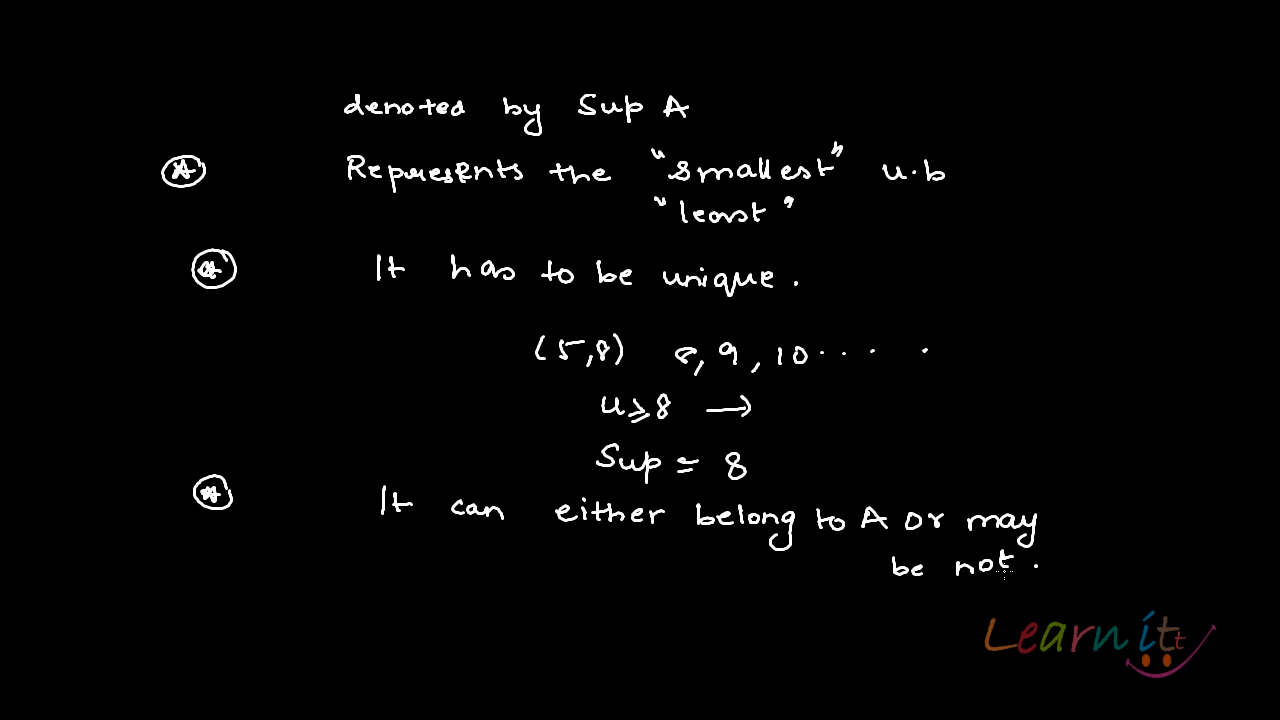 denoted by Sup A
Represents the "smallest" u.b
"least"
It has to be unique.
(5,8) 8, 9, 10.... .
u≥8 →
Sup = 8
It can either belong to A or may
be not.
Learnitt